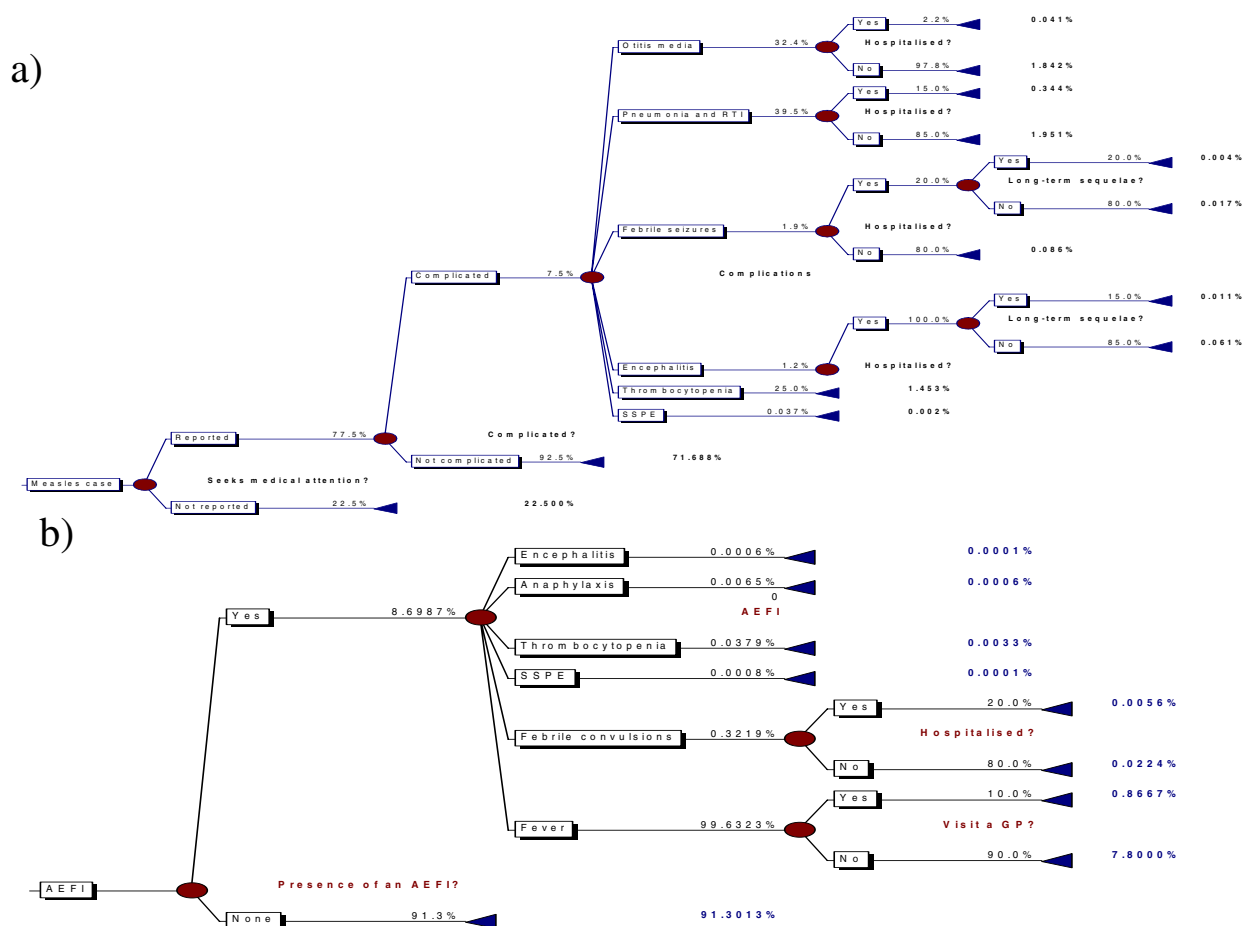 a)
Yes 2.2% 0.041%
Otitis media 32.4% Hospitalised?
No 97.8% 1.842%
Yes 15.0% 0.344%
Pneumonia and RTI 39.5% Hospitalised?
No 85.0% 1.951%
Yes 20.0% 0.004%
Yes 20.0% Long-term sequelae?
No 80.0% 0.017%
Febrile seizures 1.9% Hospitalised?
No 80.0% 0.086%
Complicated 7.5% Complications
Yes 15.0% 0.011%
Yes 100.0% Long-term sequelae?
No 85.0% 0.061%
Encephalitis 1.2% Hospitalised?
Thrombocytopenia 25.0% 1.453%
SSPE 0.037% 0.002%
Reported 77.5% Complicated?
Not complicated 92.5% 71.688%
Measles case Seeks medical attention?
Not reported 22.5% 22.500%
b)
Encephalitis 0.0006% 0.0001%
Anaphylaxis 0.0065% 0.0006%
0
AEFI
Yes 8.6987%
Thrombocytopenia 0.0379% 0.0033%
SSPE 0.0008% 0.0001%
Yes 20.0% 0.0056%
Febrile convulsions 0.3219% Hospitalised?
No 80.0% 0.0224%
Yes 10.0% 0.8667%
Fever 99.6323% Visit a GP?
No 90.0% 7.8000%
AEFI Presence of an AEFI?
None 91.3% 91.3013%